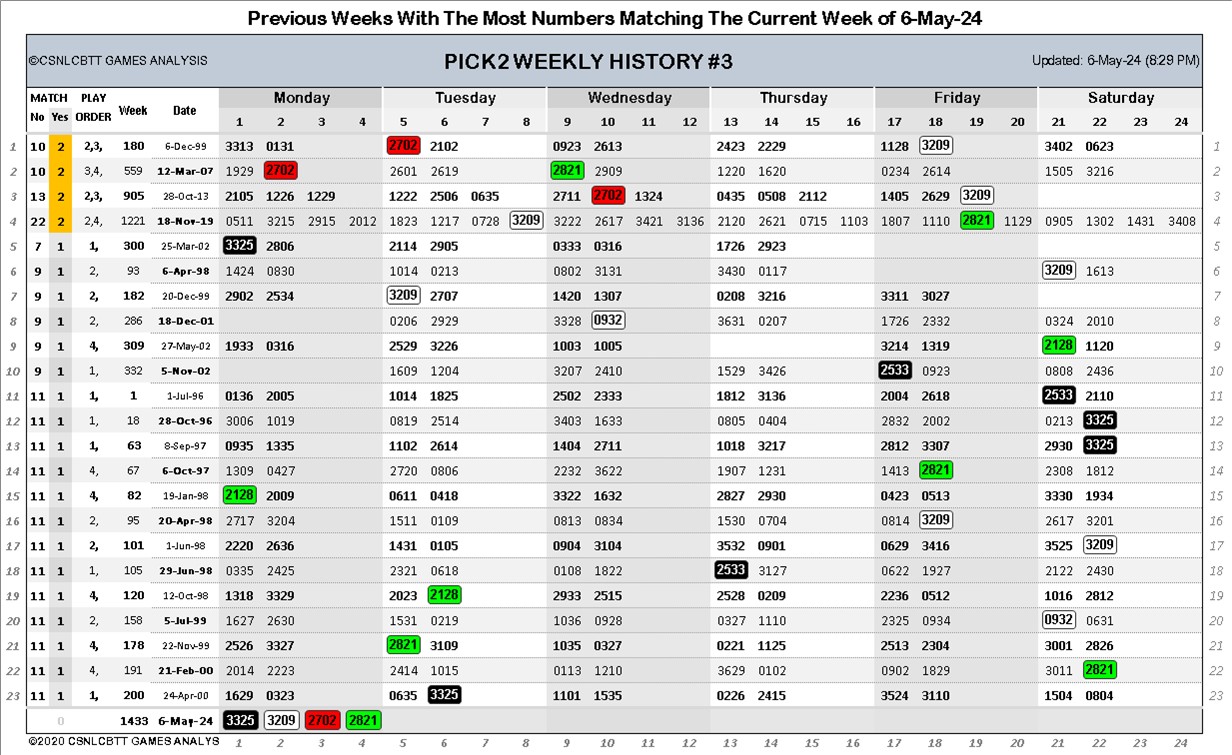 Previous Weeks With The Most Numbers Matching The Current Week of 6-May-24
©CSNLCBTT GAMES ANALYSIS PICK2 WEEKLY HISTORY #3 Updated: 6-May-24 (8:29 PM)
MATCH PLAY Week Date Monday Tuesday Wednesday Thursday Friday Saturday
No Yes ORDER 1 2 3 4 5 6 7 8 9 10 11 12 13 14 15 16 17 18 19 20 21 22 23 24
1 10 2 2,3, 180 6-Dec-99 3313 0131 2702 2102 0923 2613 2423 2229 1128 3209 3402 0623 1
2 10 2 3,4, 559 12-Mar-07 1929 2702 2601 2619 2821 2909 1220 1620 0234 2614 1505 3216 2
3 13 2 2,3, 905 28-Oct-13 2105 1226 1229 1222 2506 0635 2711 2702 1324 0435 0508 2112 1405 2629 3209 3
4 22 2 2,4, 1221 18-Nov-19 0511 3215 2915 2012 1823 1217 0728 3209 3222 2617 3421 3136 2120 2621 0715 1103 1807 1110 2821 1129 0905 1302 1431 3408 4
5 7 1 1, 300 25-Mar-02 3325 2806 2114 2905 0333 0316 1726 2923 5
6 9 1 2, 93 6-Apr-98 1424 0830 1014 0213 0802 3131 3430 0117 3209 1613 6
7 9 1 2, 182 20-Dec-99 2902 2534 3209 2707 1420 1307 0208 3216 3311 3027 7
8 9 1 2, 286 18-Dec-01 0206 2929 3328 0932 3631 0207 1726 2332 0324 2010 8
9 9 1 4, 309 27-May-02 1933 0316 2529 3226 1003 1005 3214 1319 2128 1120 9
10 9 1 1, 332 5-Nov-02 1609 1204 3207 2410 1529 3426 2533 0923 0808 2436 10
11 11 1 1, 1 1-Jul-96 0136 2005 1014 1825 2502 2333 1812 3136 2004 2618 2533 2110 11
12 11 1 1, 18 28-Oct-96 3006 1019 0819 2514 3403 1633 0805 0404 2832 2002 0213 3325 12
13 11 1 1, 63 8-Sep-97 0935 1335 1102 2614 1404 2711 1018 3217 2812 3307 2930 3325 13
14 11 1 4, 67 6-Oct-97 1309 0427 2720 0806 2232 3622 1907 1231 1413 2821 2308 1812 14
15 11 1 4, 82 19-Jan-98 2128 2009 0611 0418 3322 1632 2827 2930 0423 0513 3330 1934 15
16 11 1 2, 95 20-Apr-98 2717 3204 1511 0109 0813 0834 1530 0704 0814 3209 2617 3201 16
17 11 1 2, 101 1-Jun-98 2220 2636 1431 0105 0904 3104 3532 0901 0629 3416 3525 3209 17
18 11 1 1, 105 29-Jun-98 0335 2425 2321 0618 0108 1822 2533 3127 0622 1927 2122 2430 18
19 11 1 4, 120 12-Oct-98 1318 3329 2023 2128 2933 2515 2528 0209 2236 0512 1016 2812 19
20 11 1 2, 158 5-Jul-99 1627 2630 1531 0219 1036 0928 0327 1110 2325 0934 0932 0631 20
21 11 1 4, 178 22-Nov-99 2526 3327 2821 3109 1035 0327 0221 1125 2513 2304 3001 2826 21
22 11 1 4, 191 21-Feb-00 2014 2223 2414 1015 0113 1210 3629 0102 0902 1829 3011 2821 22
23 11 1 1, 200 24-Apr-00 1629 0323 0635 3325 1101 1535 0226 2415 3524 3110 1504 0804 23
0 1433 6-May-24 3325 3209 2702 2821
©2020 CSNLCBTT GAMES ANALYS 1 2 3 4 5 6 7 8 9 10 11 12 13 14 15 16 17 18 19 20 21 22 23 24